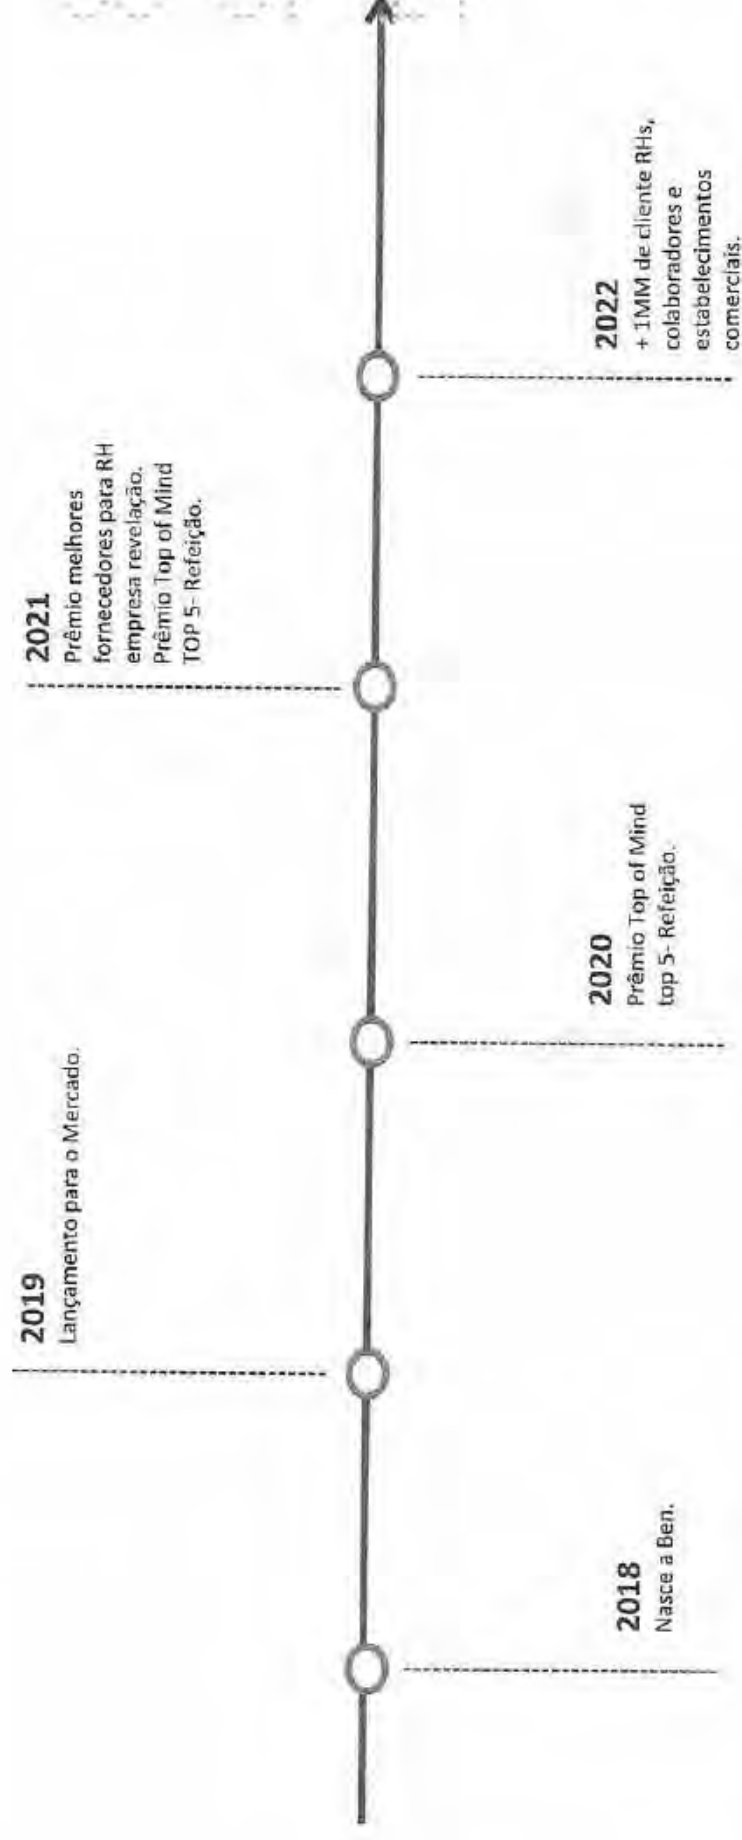 2018
Nasce a Ben.
2019
Lançamento para o Mercado.
2020
Prêmio Top of Mind
top 5- Refeição.
2021
Prêmio melhores
fornecedores para RH
empresa revelação.
Prêmio Top of Mind
TOP 5- Refeição.
2022
+ 1MM de cliente RHs,
colaboradores e
estabelecimentos
comerciais.